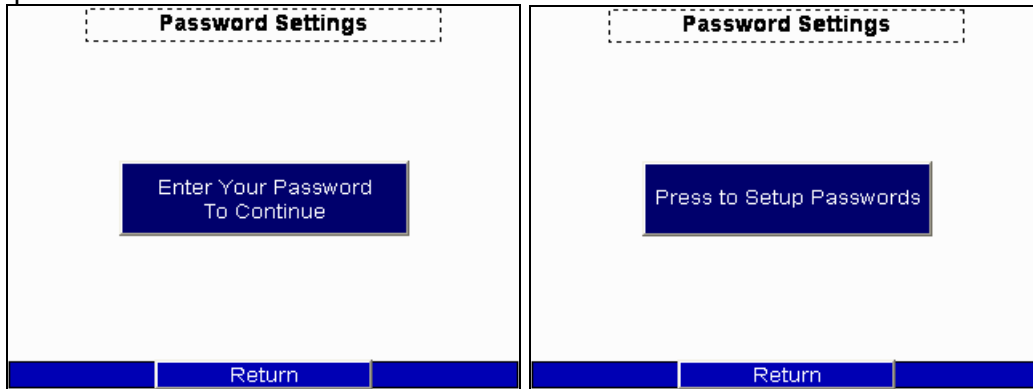 Password Settings
Enter Your Password
To Continue
Return
Password Settings
Press to Setup Passwords
Return